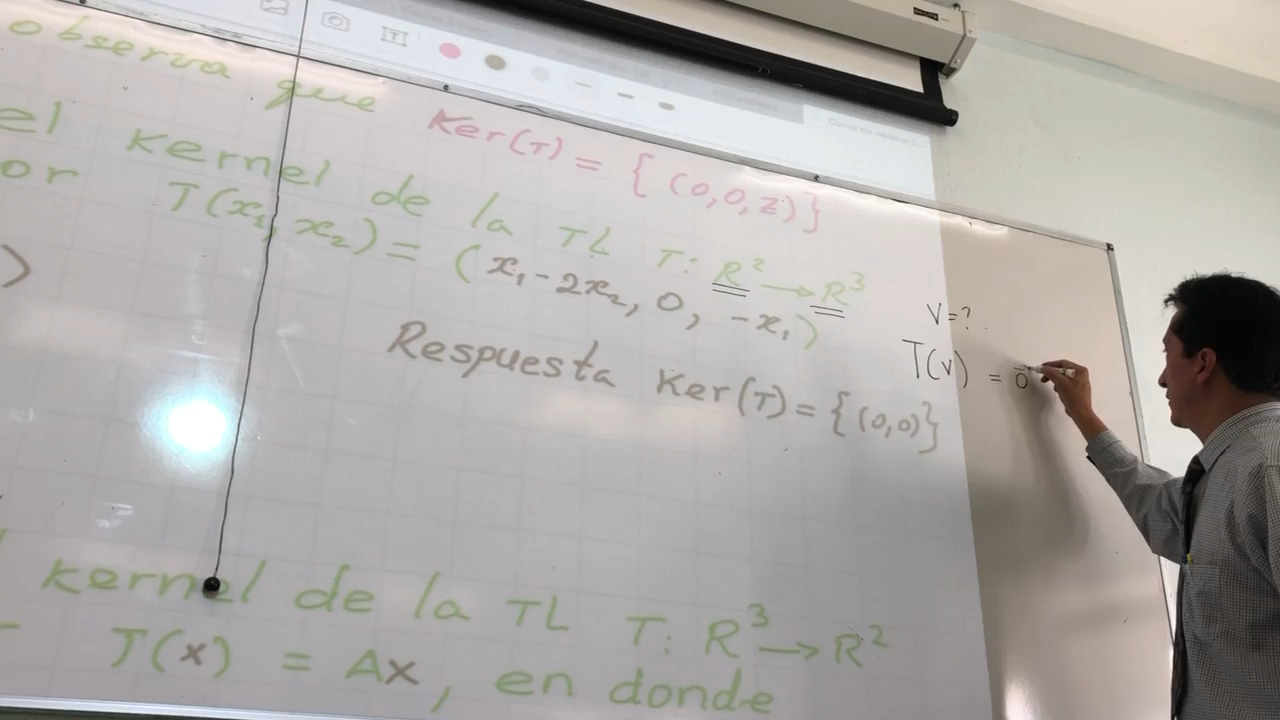 observa que Ker(T) = { (0,0,z)}
el kernel de la TL T: R² → R³
or T(x₁, x₂) = (x₁-2x₂, 0, -x₁)
Respuesta Ker(T) = {(0,0)}
V=?
T(v) = 0⃗
kernel de la TL T: R³ → R²
T(x) = Ax, en donde